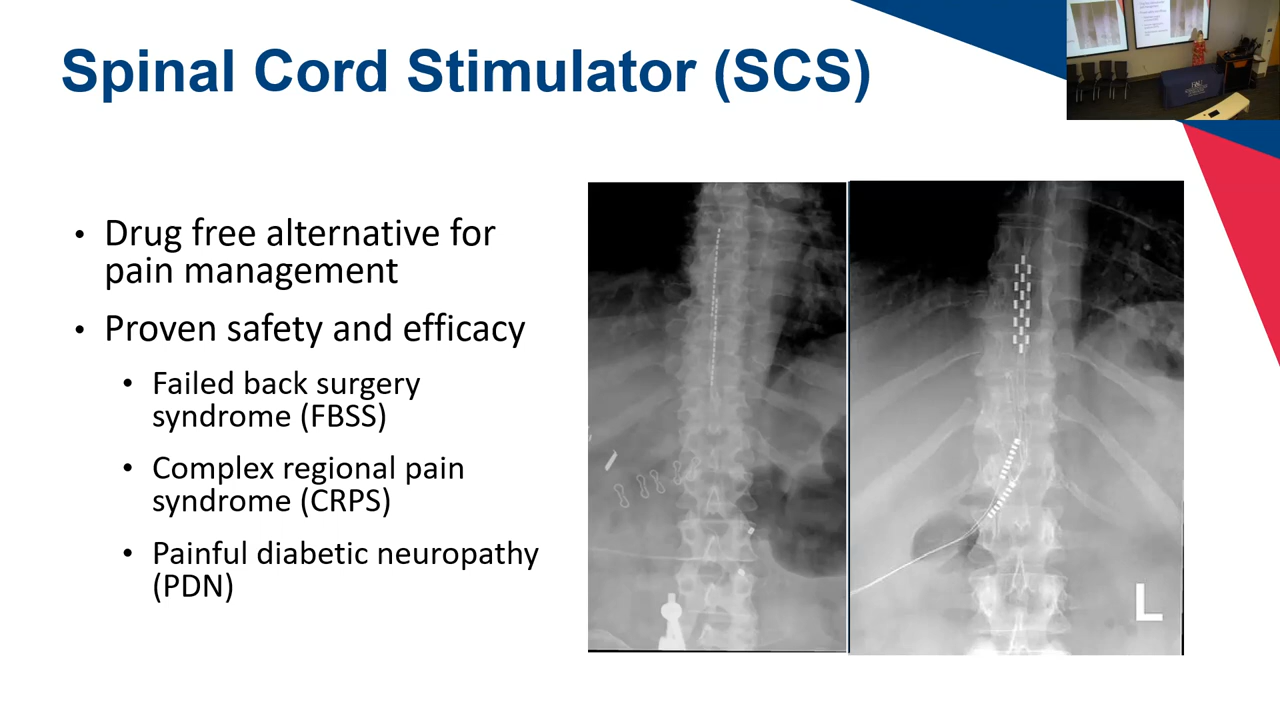 Spinal Cord Stimulator (SCS)
• Drug free alternative for
pain management
• Proven safety and efficacy
• Failed back surgery
syndrome (FBSS)
• Complex regional pain
syndrome (CRPS)
• Painful diabetic neuropathy
(PDN)
L